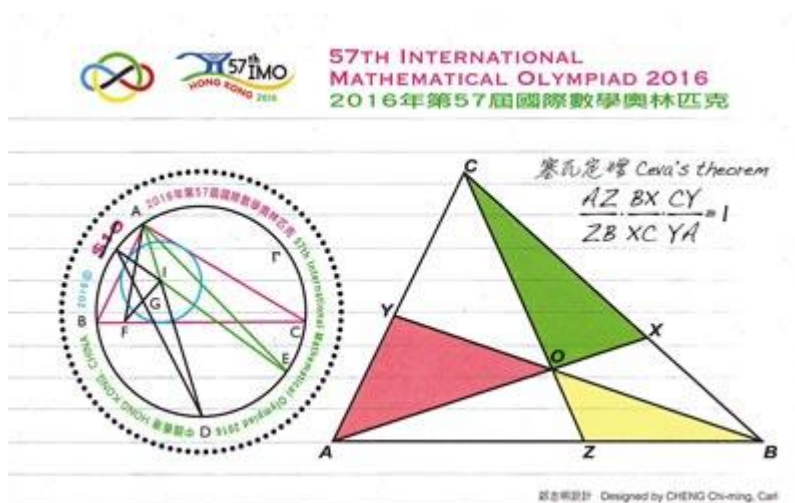 57th IMO
HONG KONG 2016
57TH INTERNATIONAL
MATHEMATICAL OLYMPIAD 2016
2016年第57屆國際數學奧林匹克
塞瓦定理 Ceva's theorem
AZ BX CY
ZB XC YA
=1
2016年第57屆國際數學奧林匹克 57th International Mathematical Olympiad 2016
中國香港 HONG KONG, CHINA
$10
A
Γ
I
G
B
F
C
E
D
C
Y
X
O
A
Z
B
Designed by CHENG Chi-ming, Carl